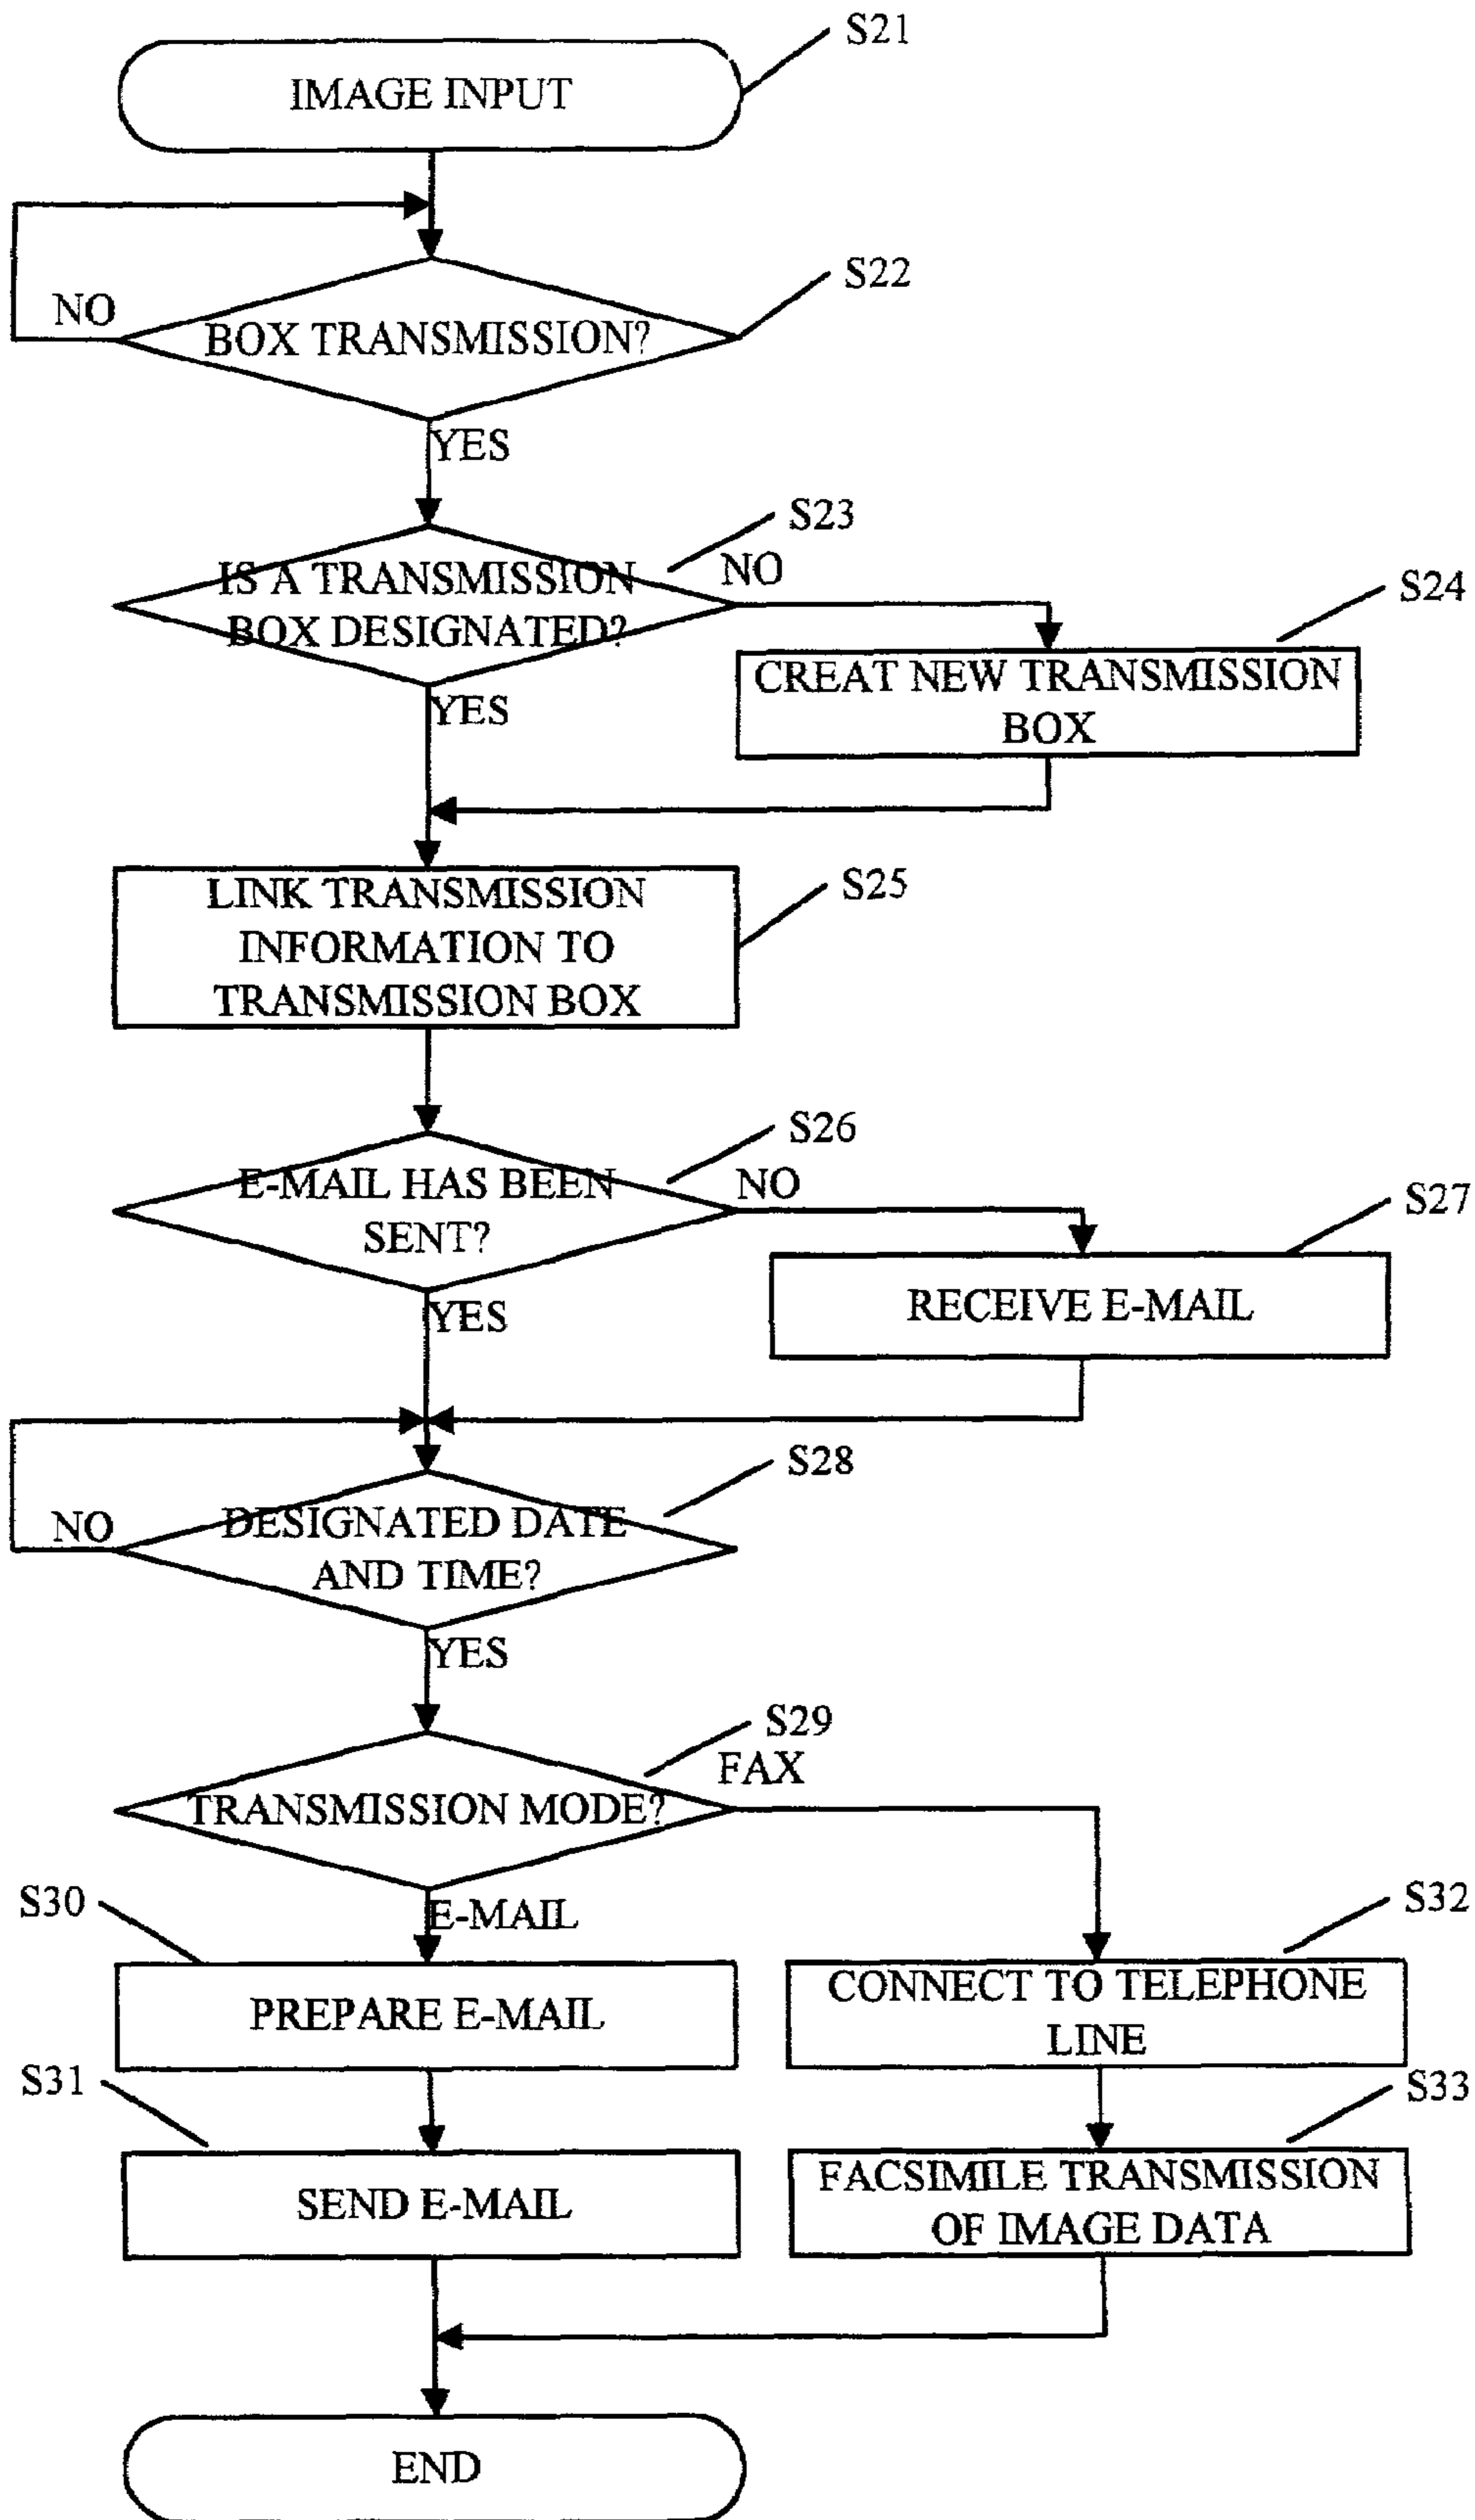 S21
IMAGE INPUT
S22
NO
BOX TRANSMISSION?
YES
S23
NO
IS A TRANSMISSION
BOX DESIGNATED?
S24
CREAT NEW TRANSMISSION
BOX
YES
LINK TRANSMISSION
INFORMATION TO
TRANSMISSION BOX
S25
S26
E-MAIL HAS BEEN
SENT?
NO
S27
RECEIVE E-MAIL
YES
S28
NO
DESIGNATED DATE
AND TIME?
YES
S29
FAX
TRANSMISSION MODE?
S30
E-MAIL
S32
PREPARE E-MAIL
CONNECT TO TELEPHONE
LINE
S31
S33
SEND E-MAIL
FACSIMILE TRANSMISSION
OF IMAGE DATA
END